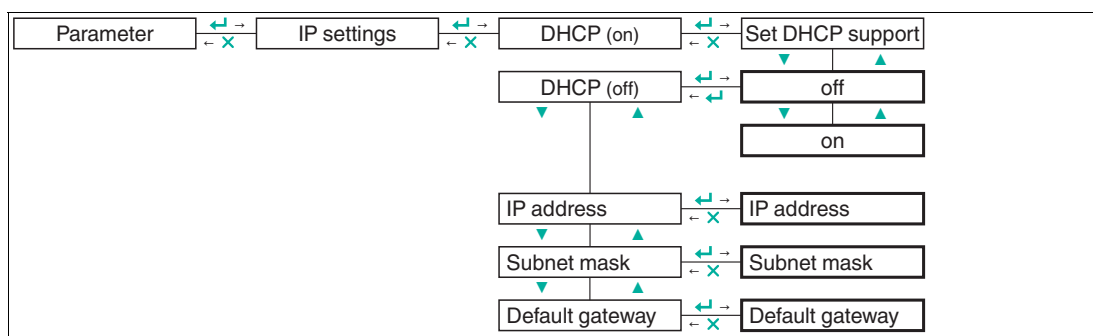 Parameter
IP settings
DHCP (on)
Set DHCP support
DHCP (off)
off
on
IP address
IP address
Subnet mask
Subnet mask
Default gateway
Default gateway